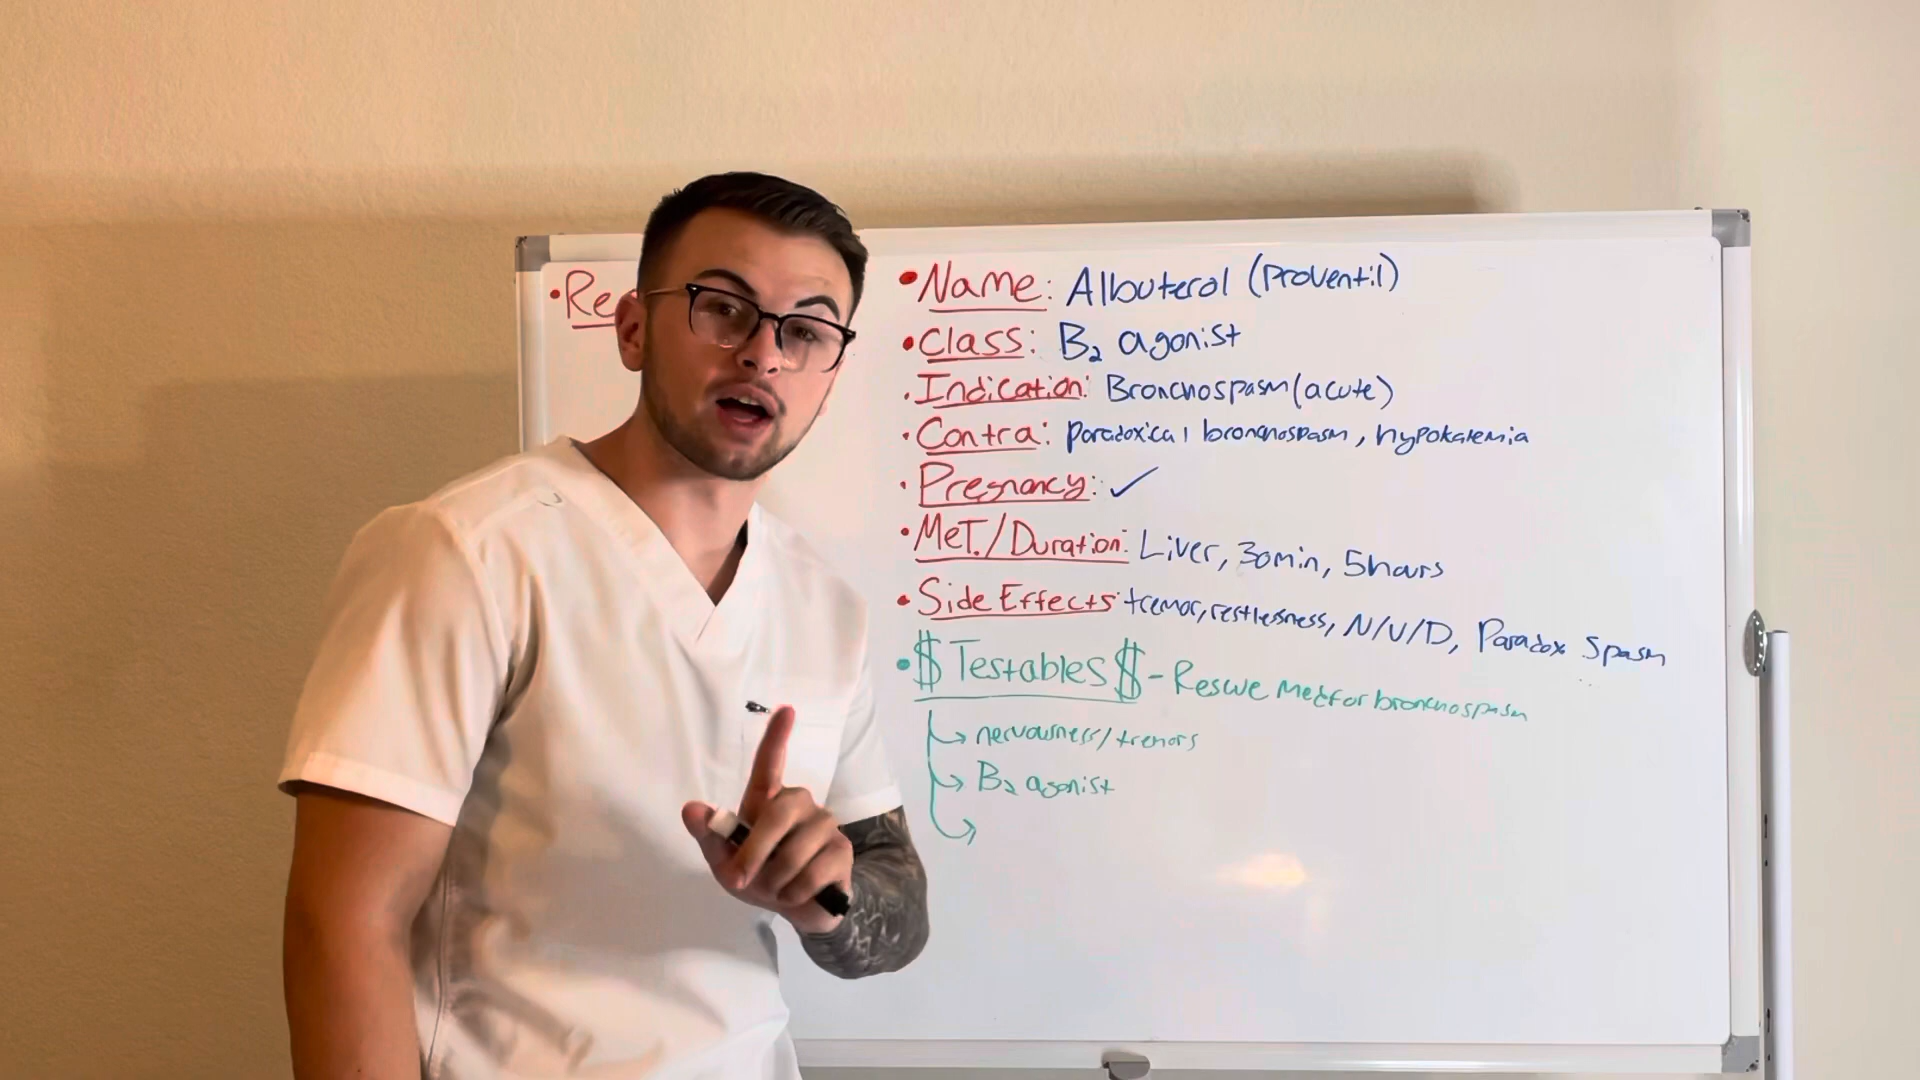 •Re
•Name: Albuterol (Proventil)
•Class: B₂ agonist
•Indication: Bronchospasm (acute)
•Contra: paradoxical bronchospasm, hypokalemia
•Pregnancy: ✓
•MeT./Duration: Liver, 30min, 5hours
•Side Effects: tremor, restlessness, N/V/D, Paradox Spasm
•$Testables$ - Rescue Med for bronchospasm
→ nervousness/tremors
→ B₂ agonist
→